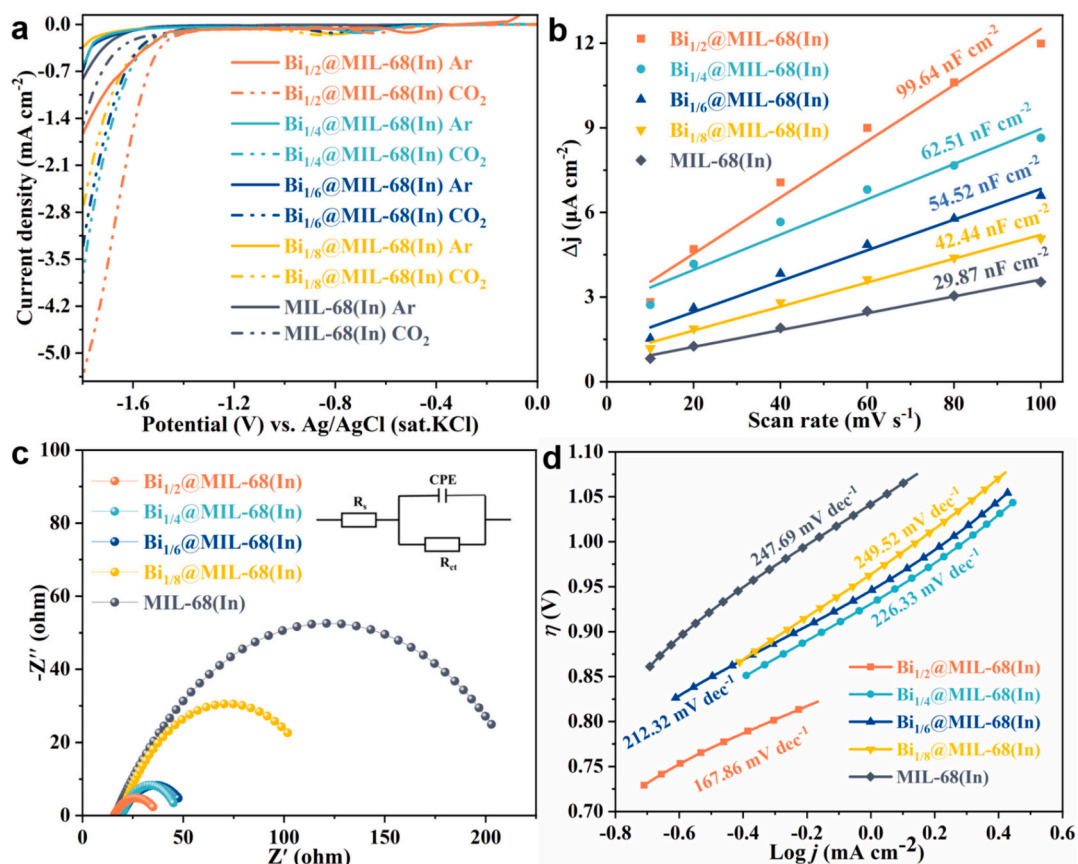 a
Current density (mA cm⁻²)
0.0
-0.7
-1.4
-2.1
-2.8
-3.5
-4.2
-5.0
Bi₁/₂@MIL-68(In) Ar
Bi₁/₂@MIL-68(In) CO₂
Bi₁/₄@MIL-68(In) Ar
Bi₁/₄@MIL-68(In) CO₂
Bi₁/₆@MIL-68(In) Ar
Bi₁/₆@MIL-68(In) CO₂
Bi₁/₈@MIL-68(In) Ar
Bi₁/₈@MIL-68(In) CO₂
MIL-68(In) Ar
MIL-68(In) CO₂
-1.6 -1.2 -0.8 -0.4 0.0
Potential (V) vs. Ag/AgCl (sat.KCl)
b
Δj (μA cm⁻²)
12
9
6
3
0
Bi₁/₂@MIL-68(In)
Bi₁/₄@MIL-68(In)
Bi₁/₆@MIL-68(In)
Bi₁/₈@MIL-68(In)
MIL-68(In)
99.64 nF cm⁻²
62.51 nF cm⁻²
54.52 nF cm⁻²
42.44 nF cm⁻²
29.87 nF cm⁻²
20 40 60 80 100
Scan rate (mV s⁻¹)
c
-Z″ (ohm)
100
80
60
40
20
0
Bi₁/₂@MIL-68(In)
Bi₁/₄@MIL-68(In)
Bi₁/₆@MIL-68(In)
Bi₁/₈@MIL-68(In)
MIL-68(In)
CPE
Rₛ
R_ct
0 50 100 150 200
Z′ (ohm)
d
η (V)
1.10
1.05
1.00
0.95
0.90
0.85
0.80
0.75
0.70
247.69 mV dec⁻¹
249.52 mV dec⁻¹
226.33 mV dec⁻¹
212.32 mV dec⁻¹
167.86 mV dec⁻¹
Bi₁/₂@MIL-68(In)
Bi₁/₄@MIL-68(In)
Bi₁/₆@MIL-68(In)
Bi₁/₈@MIL-68(In)
MIL-68(In)
-0.8 -0.6 -0.4 -0.2 0.0 0.2 0.4 0.6
Log j (mA cm⁻²)